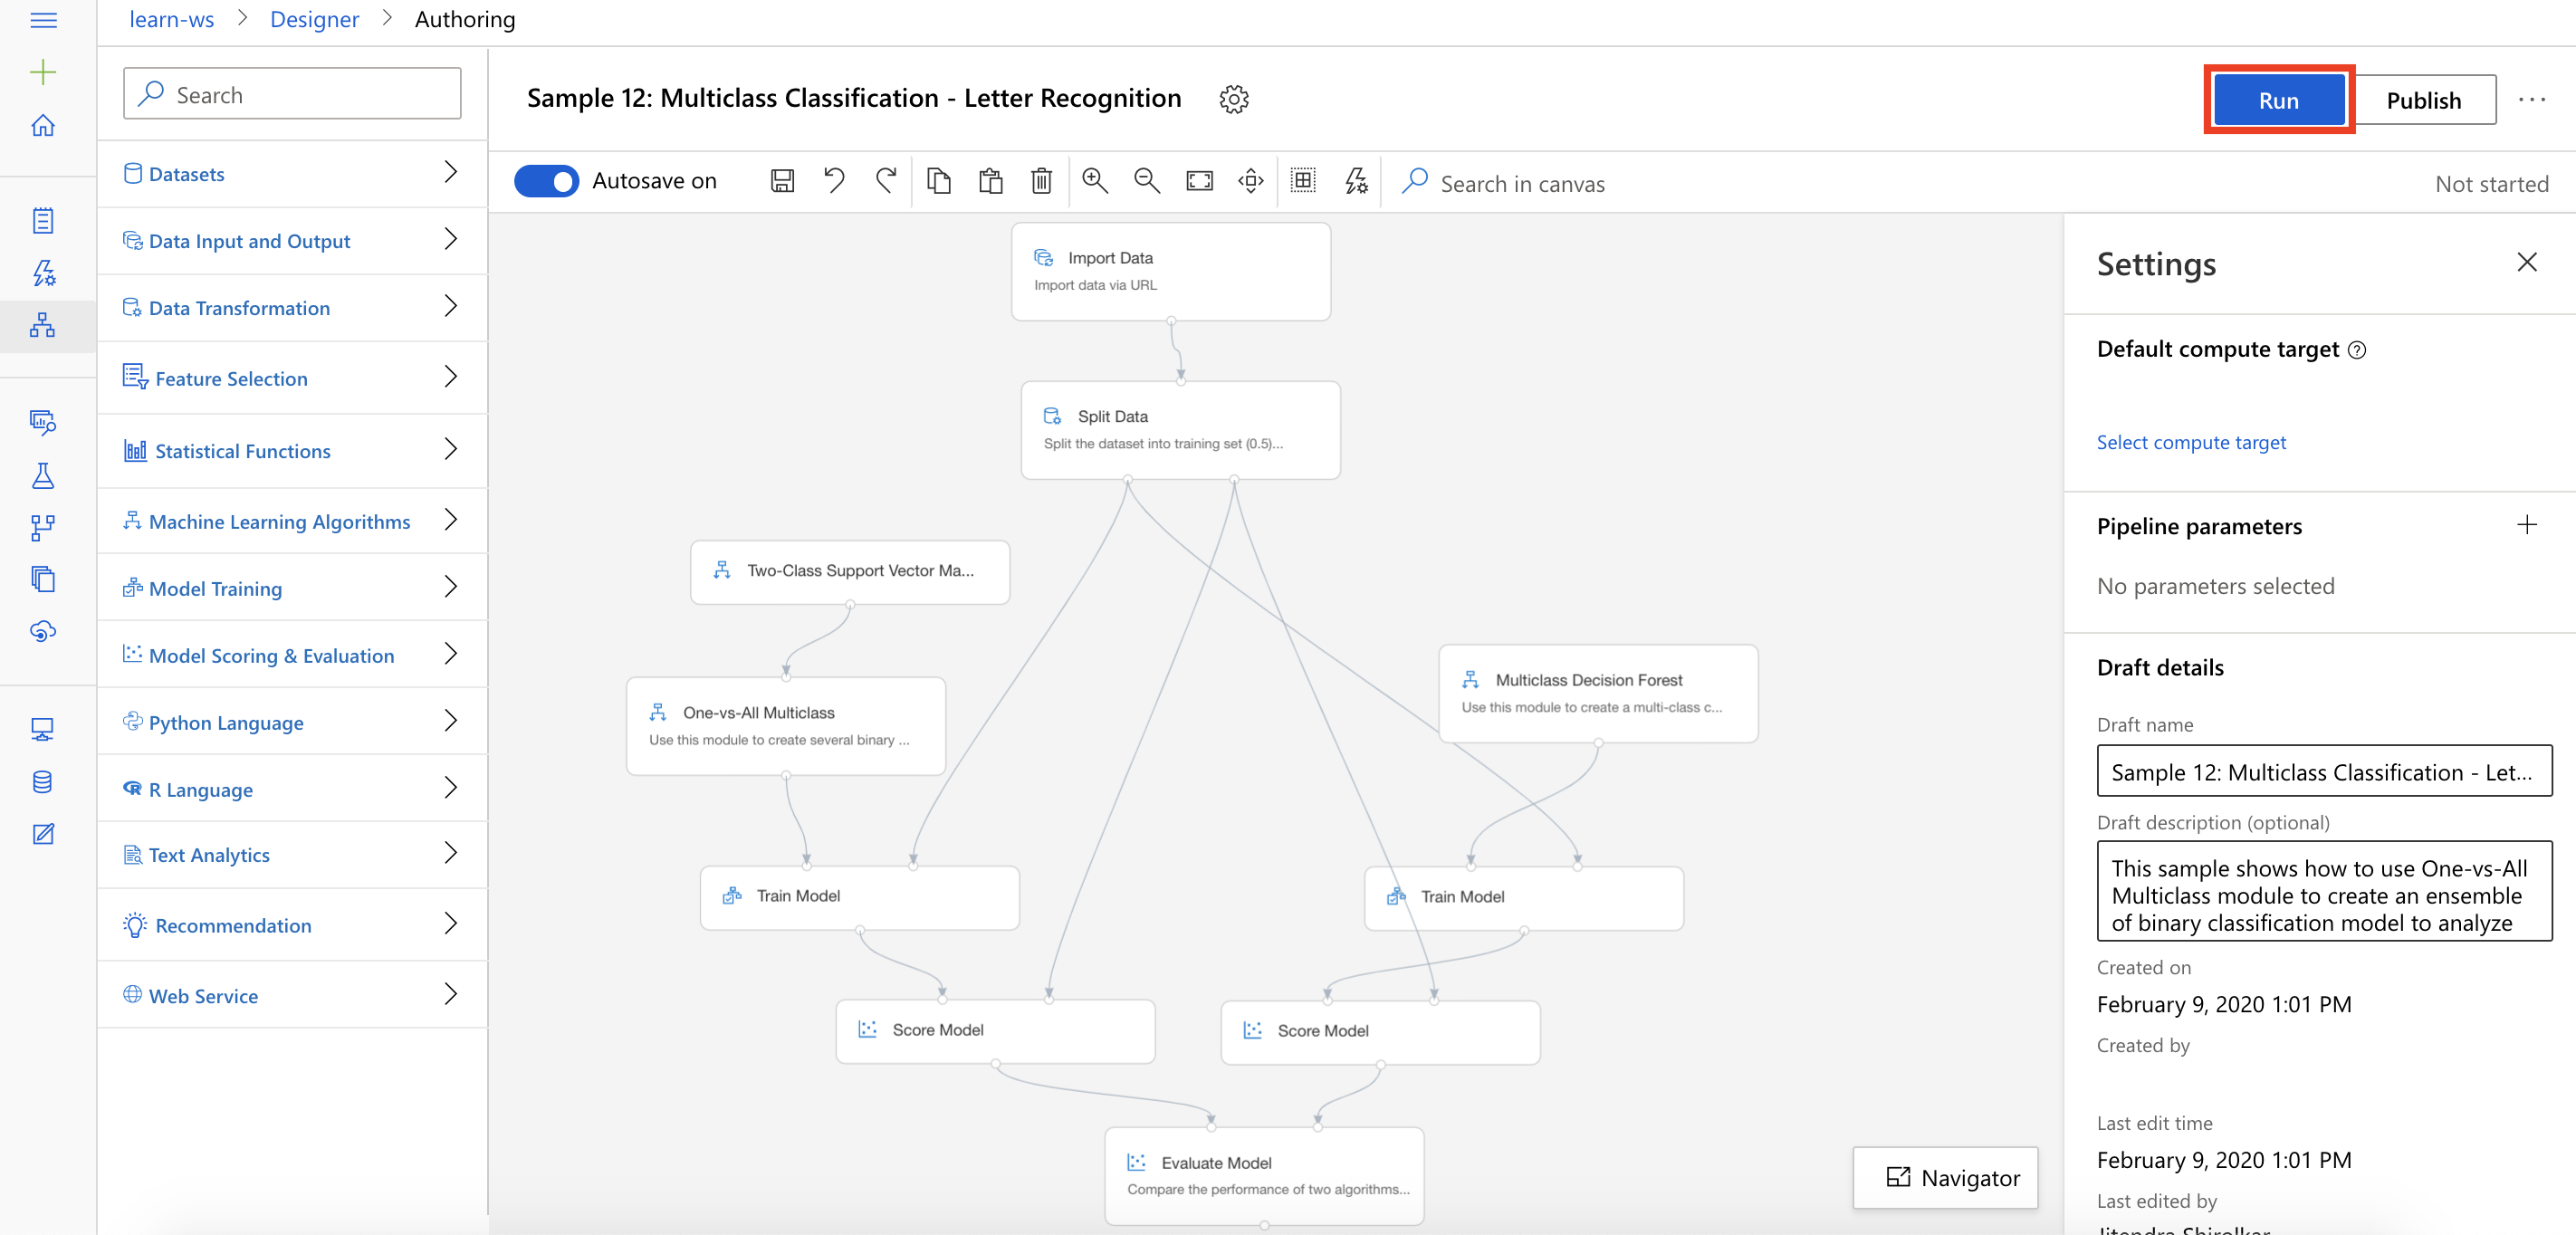 learn-ws > Designer > Authoring
Search
Datasets
Data Input and Output
Data Transformation
Feature Selection
Statistical Functions
Machine Learning Algorithms
Model Training
Model Scoring & Evaluation
Python Language
R Language
Text Analytics
Recommendation
Web Service
Sample 12: Multiclass Classification - Letter Recognition
Run
Publish
Autosave on
Search in canvas
Not started
Import Data
Import data via URL
Split Data
Split the dataset into training set (0.5)...
Two-Class Support Vector Ma...
One-vs-All Multiclass
Use this module to create several binary ...
Multiclass Decision Forest
Use this module to create a multi-class c...
Train Model
Train Model
Score Model
Score Model
Evaluate Model
Compare the performance of two algorithms...
Navigator
Settings
Default compute target
Select compute target
Pipeline parameters
No parameters selected
Draft details
Draft name
Sample 12: Multiclass Classification - Let...
Draft description (optional)
This sample shows how to use One-vs-All
Multiclass module to create an ensemble
of binary classification model to analyze
Created on
February 9, 2020 1:01 PM
Created by
Last edit time
February 9, 2020 1:01 PM
Last edited by
Jitendra Shirolkar